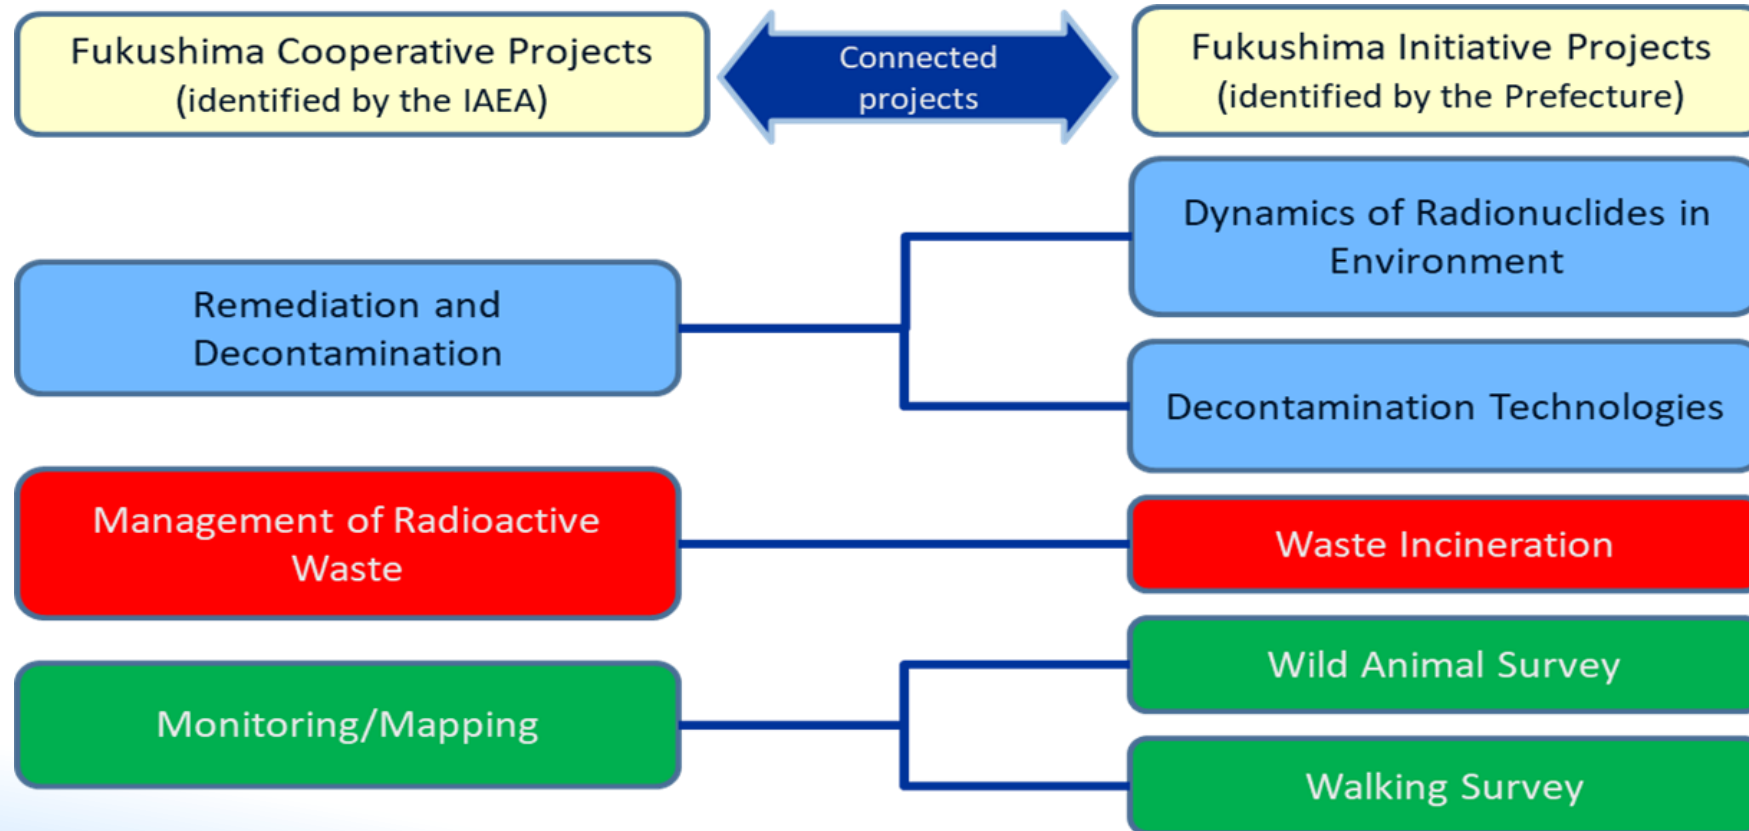 Fukushima Cooperative Projects
(identified by the IAEA)
Connected
projects
Fukushima Initiative Projects
(identified by the Prefecture)
Remediation and
Decontamination
Dynamics of Radionuclides in
Environment
Decontamination Technologies
Management of Radioactive
Waste
Waste Incineration
Monitoring/Mapping
Wild Animal Survey
Walking Survey